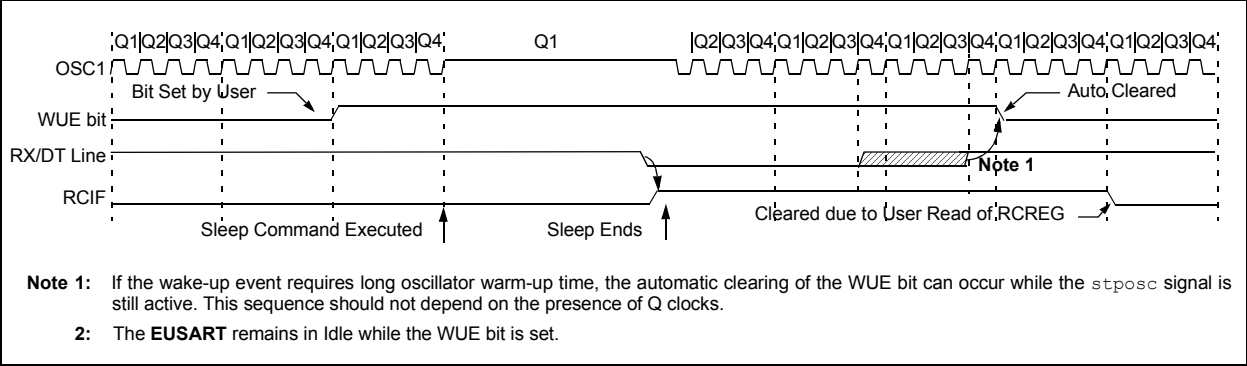 Q1 Q2 Q3 Q4 Q1 Q2 Q3 Q4 Q1 Q2 Q3 Q4 Q1 Q2 Q3 Q4 Q1 Q2 Q3 Q4 Q1 Q2 Q3 Q4 Q1 Q2 Q3 Q4 Q1 Q2 Q3 Q4
OSC1
Bit Set by User
Auto Cleared
WUE bit
RX/DT Line
Note 1
RCIF
Cleared due to User Read of RCREG
Sleep Command Executed
Sleep Ends
Note 1: If the wake-up event requires long oscillator warm-up time, the automatic clearing of the WUE bit can occur while the stposc signal is
still active. This sequence should not depend on the presence of Q clocks.
2: The EUSART remains in Idle while the WUE bit is set.